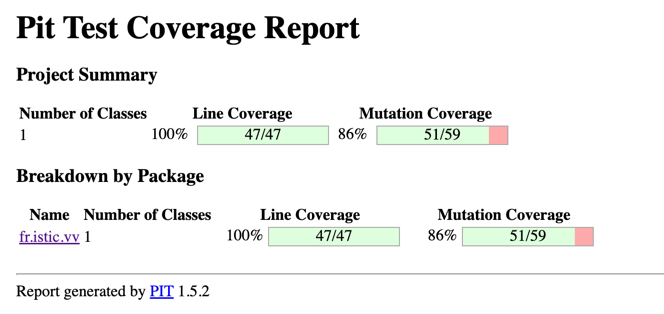 Pit Test Coverage Report
Project Summary
Number of Classes Line Coverage Mutation Coverage
1 100% 47/47 86% 51/59
Breakdown by Package
Name Number of Classes Line Coverage Mutation Coverage
fr.istic.vv 1 100% 47/47 86% 51/59
Report generated by PIT 1.5.2